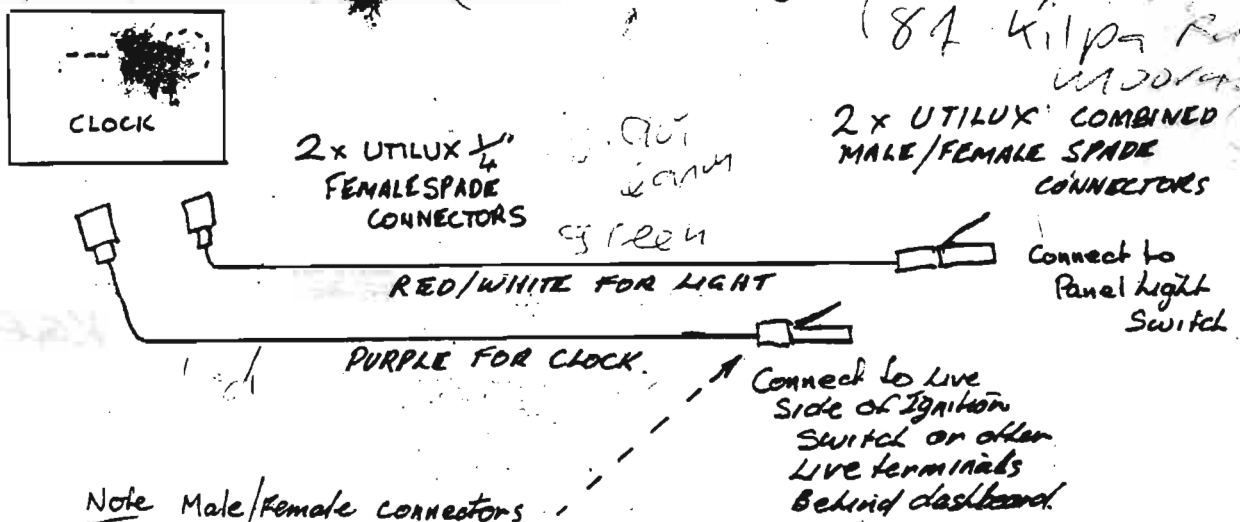 (81 Kilpa
CLOCK
2 x UTILUX 1/4"
FEMALE SPADE
CONNECTORS
2 x UTILUX COMBINED
MALE/FEMALE SPADE
CONNECTORS
green
RED/WHITE FOR LIGHT
Connect to
Panel Light
Switch
PURPLE FOR CLOCK.
Connect to Live
Side of Ignition
Switch or other
Live terminals
Behind dashboard.
Note Male/Female connectors